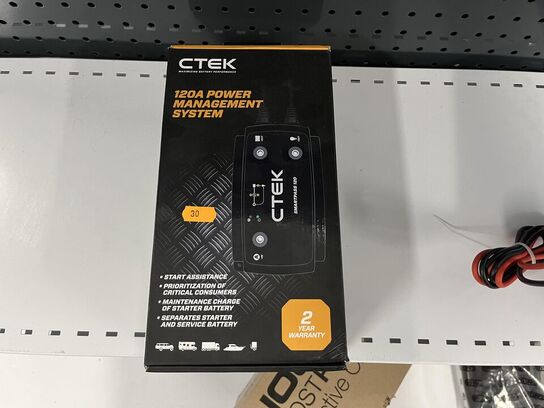 CTEK
MAXIMIZING BATTERY PERFORMANCE
120A POWER
MANAGEMENT
SYSTEM
CTEK
SMARTPASS 120
30
• START ASSISTANCE
• PRIORITIZATION OF
CRITICAL CONSUMERS
• MAINTENANCE CHARGE
OF STARTER BATTERY
• SEPARATES STARTER
AND SERVICE BATTERY
2
YEAR
WARRANTY